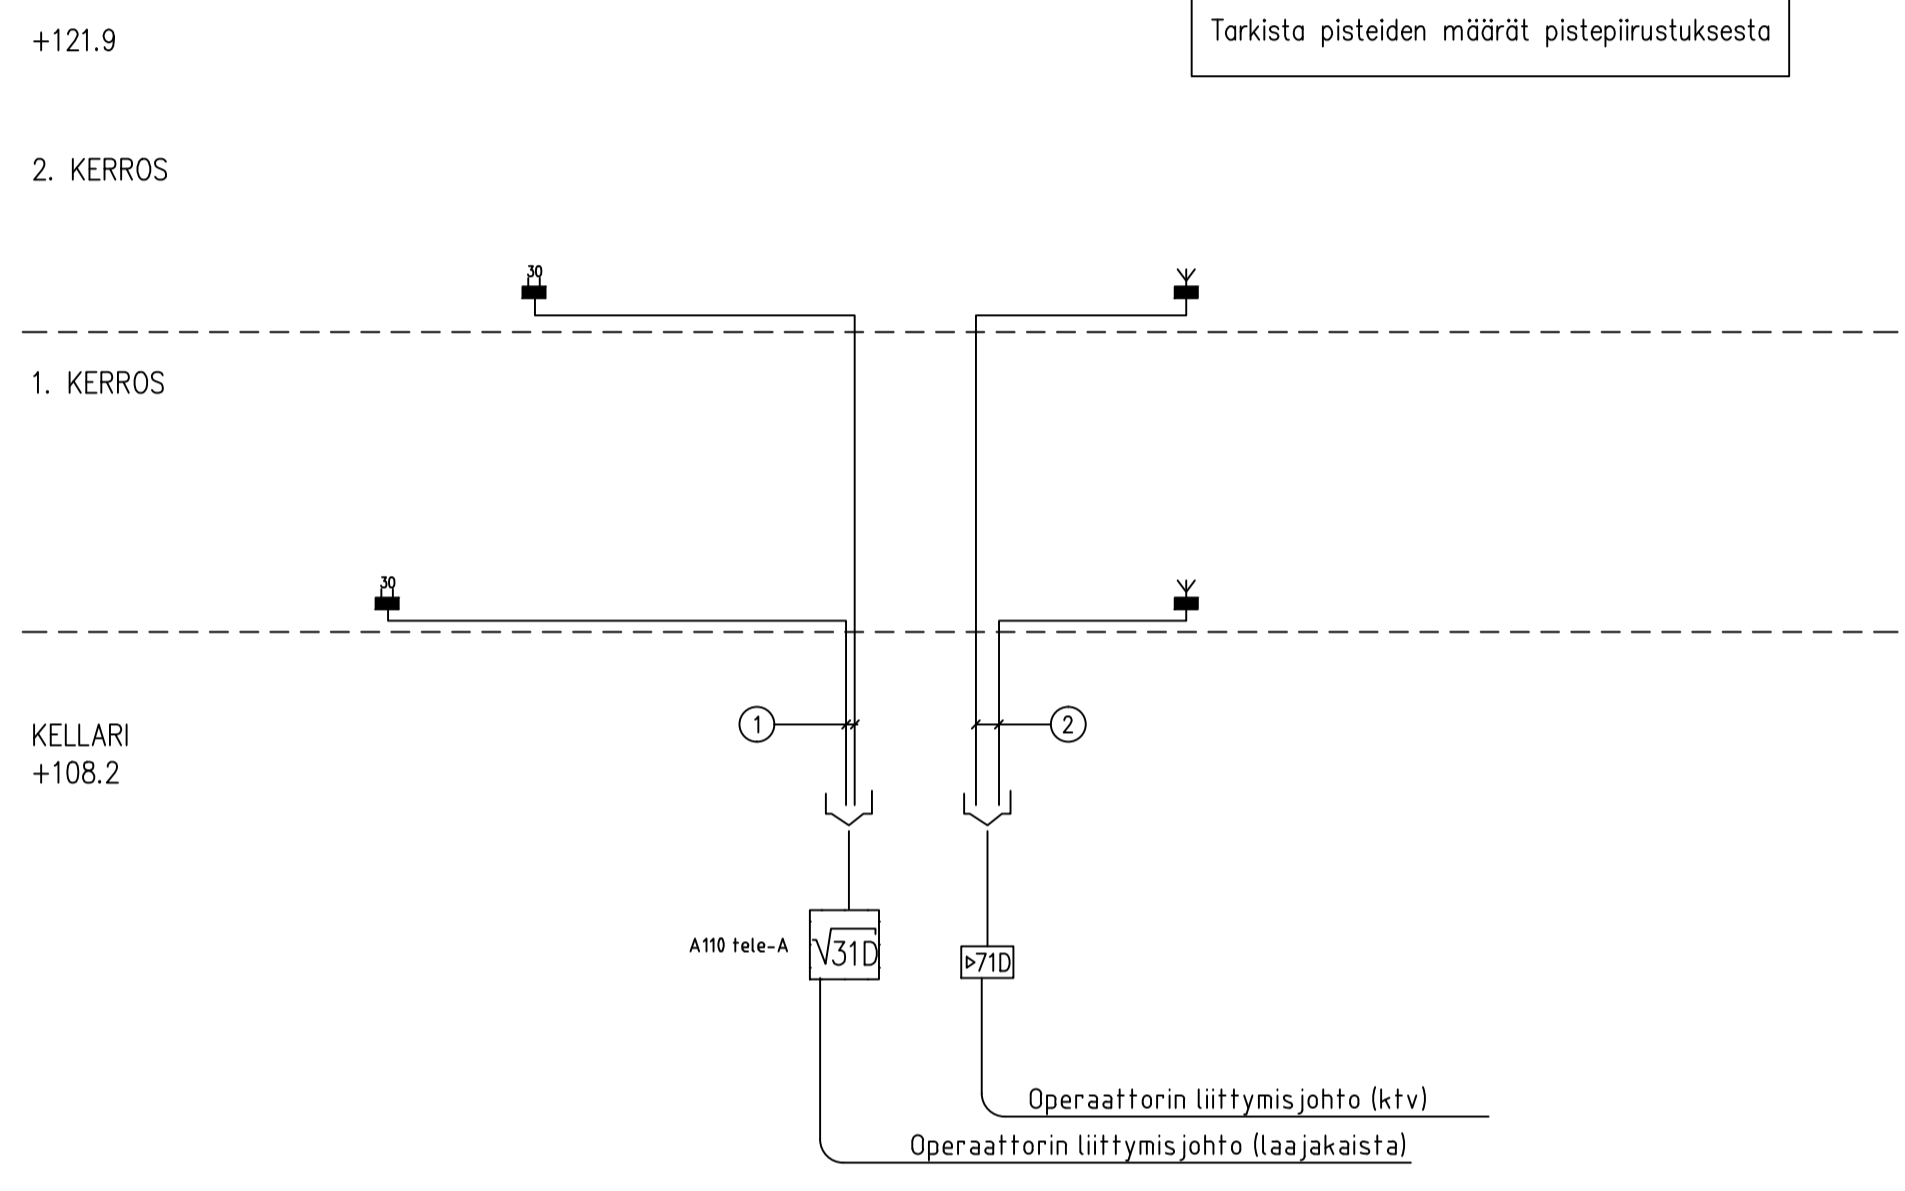 +121.9
Tarkista pisteiden määrät pistepiirustuksesta
2. KERROS
30
1. KERROS
30
1
2
KELLARI
+108.2
A110 tele-A
√31D
▷71D
Operaattorin liittymisjohto (ktv)
Operaattorin liittymisjohto (laajakaista)